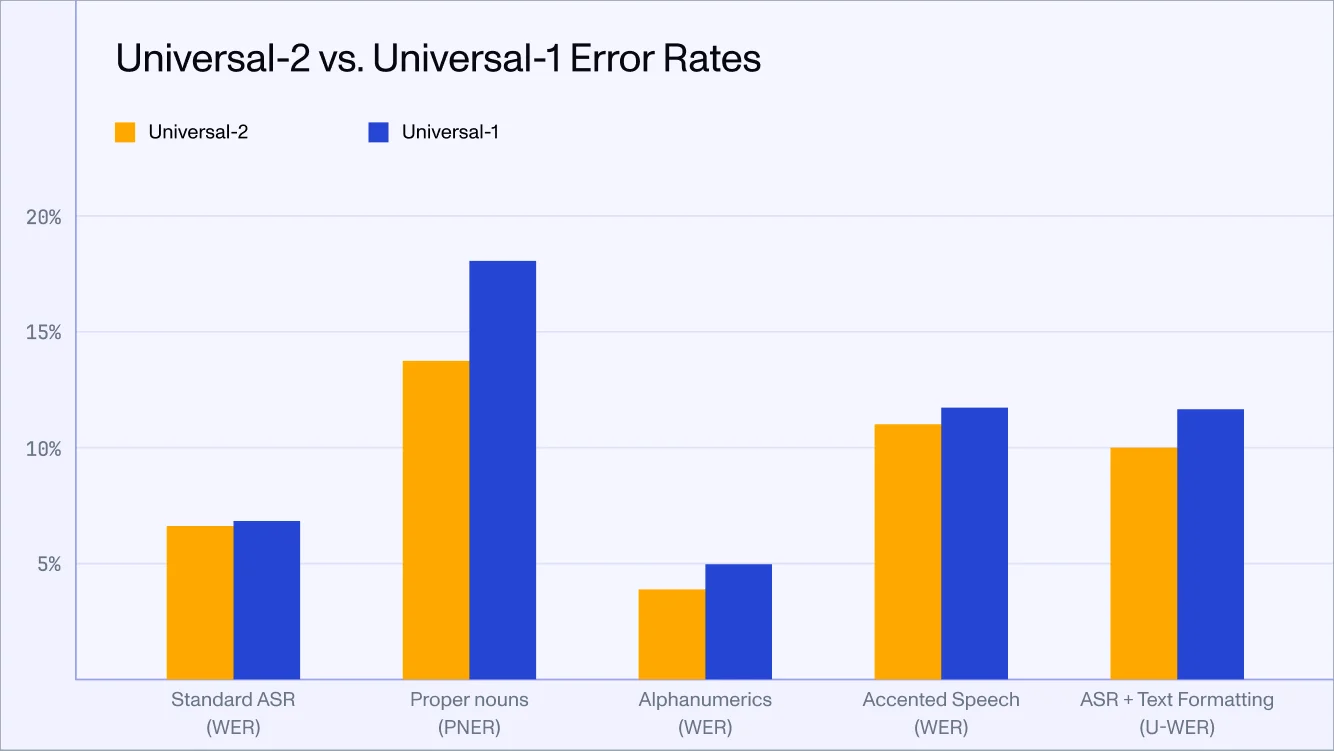 Universal-2 vs. Universal-1 Error Rates
Universal-2
Universal-1
20%
15%
10%
5%
Standard ASR
(WER)
Proper nouns
(PNER)
Alphanumerics
(WER)
Accented Speech
(WER)
ASR + Text Formatting
(U-WER)